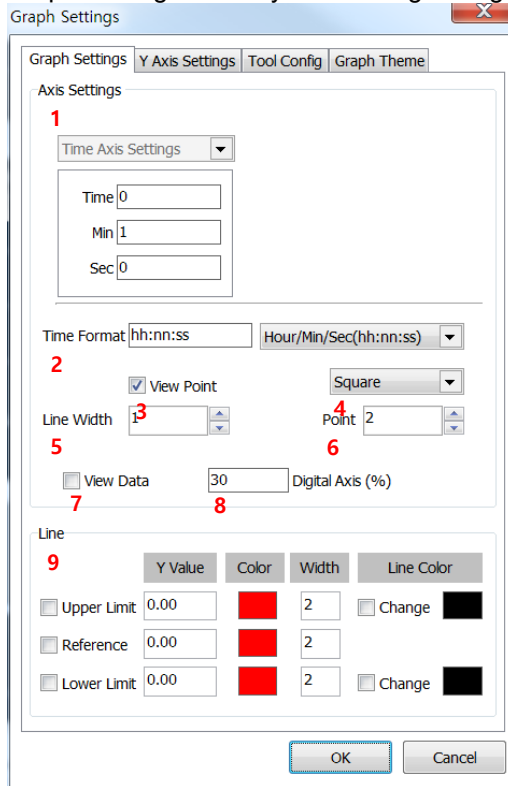 Graph Settings
X
Graph Settings Y Axis Settings Tool Config Graph Theme
Axis Settings
1
Time Axis Settings
Time 0
Min 1
Sec 0
Time Format hh:nn:ss Hour/Min/Sec(hh:nn:ss)
2
View Point Square
3 4
Line Width 1 Point 2
5 6
View Data 30 Digital Axis (%)
7 8
Line
9
Y Value Color Width Line Color
Upper Limit 0.00 2 Change
Reference 0.00 2
Lower Limit 0.00 2 Change
OK Cancel